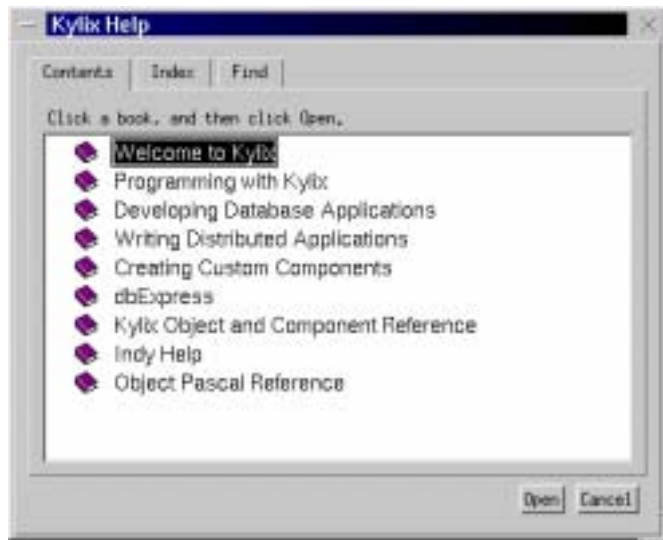 Kylix Help
Contents Index Find
Click a book, and then click Open.
Welcome to Kylix
Programming with Kylix
Developing Database Applications
Writing Distributed Applications
Creating Custom Components
dbExpress
Kylix Object and Component Reference
Indy Help
Object Pascal Reference
Open Cancel